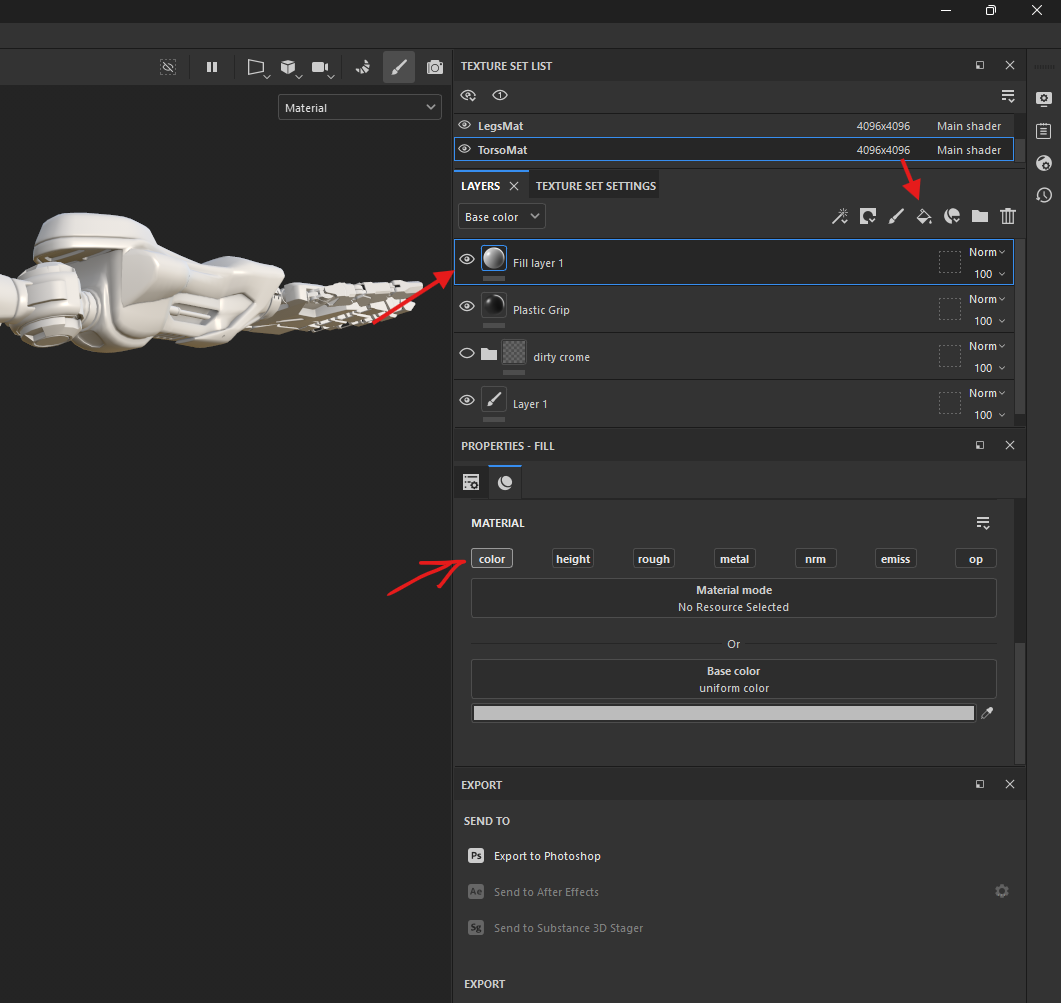 TEXTURE SET LIST
Material
LegsMat 4096x4096 Main shader
TorsoMat 4096x4096 Main shader
LAYERS TEXTURE SET SETTINGS
Base color
Fill layer 1 Norm
100
Plastic Grip Norm
100
dirty crome Norm
100
Layer 1 Norm
100
PROPERTIES - FILL
MATERIAL
color height rough metal nrm emiss op
Material mode
No Resource Selected
Or
Base color
uniform color
EXPORT
SEND TO
Ps Export to Photoshop
Ae Send to After Effects
Sg Send to Substance 3D Stager
EXPORT